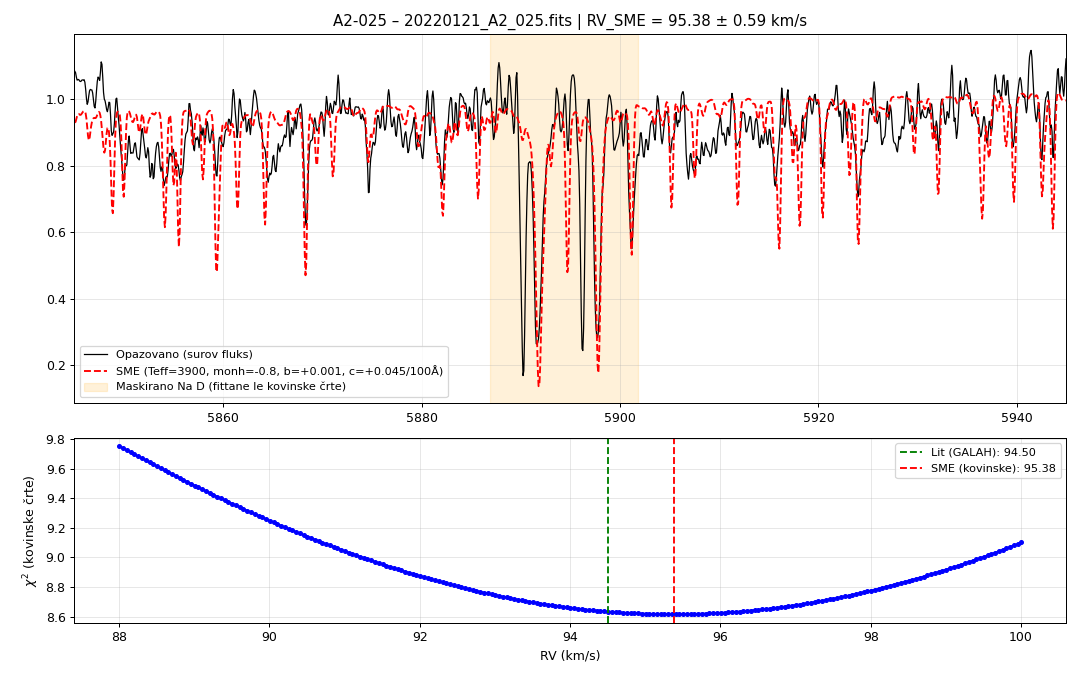 A2-025 – 20220121_A2_025.fits | RV_SME = 95.38 ± 0.59 km/s
1.0
0.8
0.6
0.4
0.2
Opazovano (surov fluks)
SME (Teff=3900, monh=-0.8, b=+0.001, c=+0.045/100Å)
Maskirano Na D (fittane le kovinske črte)
5860 5880 5900 5920 5940
9.8
9.6
9.4
9.2
9.0
8.8
8.6
χ² (kovinske črte)
Lit (GALAH): 94.50
SME (kovinske): 95.38
88 90 92 94 96 98 100
RV (km/s)